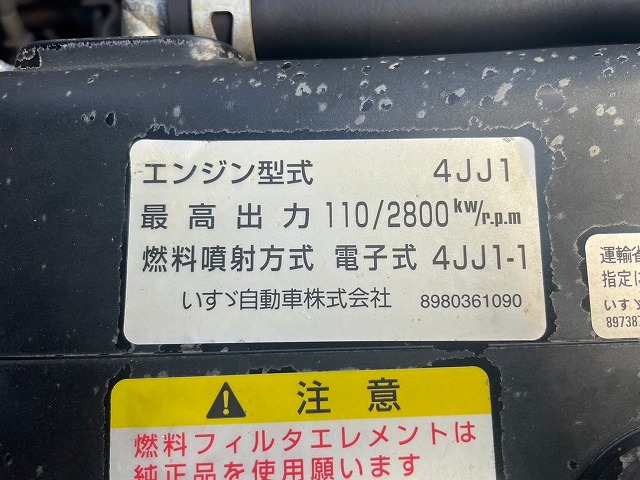 エンジン型式 4JJ1
最高出力 110/2800 kw/r.p.m
燃料噴射方式 電子式 4JJ1-1
いすゞ自動車株式会社 8980361090
運輸省
指定に
いすゞ
897387
注意
燃料フィルタエレメントは
純正品を使用願います